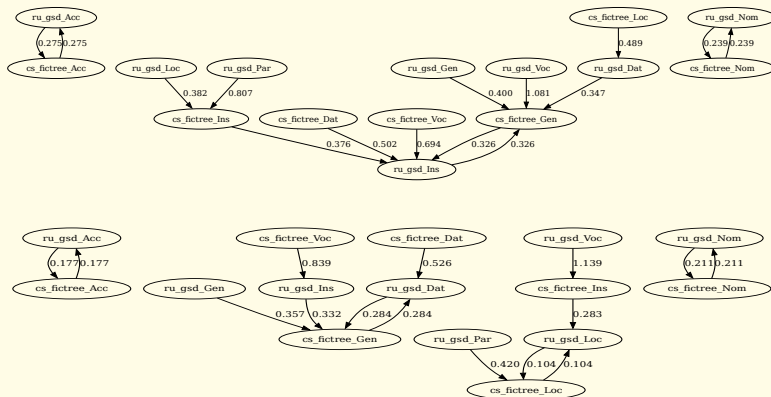 ru_gsd_Acc
cs_fictree_Loc
ru_gsd_Nom
0.275
0.275
0.489
0.239
0.239
cs_fictree_Acc
ru_gsd_Loc
ru_gsd_Par
ru_gsd_Gen
ru_gsd_Voc
ru_gsd_Dat
cs_fictree_Nom
0.382
0.807
0.400
1.081
0.347
cs_fictree_Ins
cs_fictree_Dat
cs_fictree_Voc
cs_fictree_Gen
0.376
0.502
0.694
0.326
0.326
ru_gsd_Ins
ru_gsd_Acc
cs_fictree_Voc
cs_fictree_Dat
ru_gsd_Voc
ru_gsd_Nom
0.177
0.177
0.839
0.526
1.139
0.211
0.211
cs_fictree_Acc
ru_gsd_Gen
ru_gsd_Ins
ru_gsd_Dat
cs_fictree_Ins
cs_fictree_Nom
0.357
0.332
0.284
0.284
0.283
cs_fictree_Gen
ru_gsd_Par
ru_gsd_Loc
0.420
0.104
0.104
cs_fictree_Loc